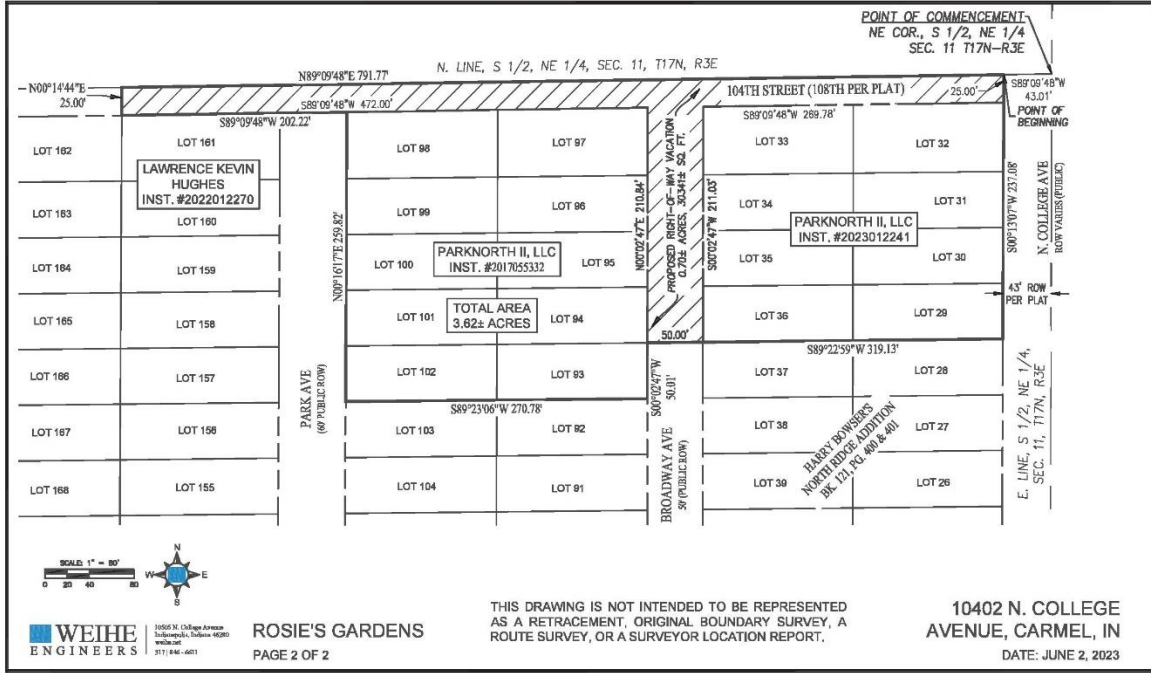 POINT OF COMMENCEMENT
NE COR., S 1/2, NE 1/4
SEC. 11 T17N-R3E
N. LINE, S 1/2, NE 1/4, SEC. 11, T17N, R3E
N89°09'48"E 791.77'
N00°14'44"E
25.00'
S89°09'48"W 472.00'
104TH STREET (108TH PER PLAT)
25.00'
S89°09'48"W
43.01'
POINT OF
BEGINNING
S89°09'48"W 202.22'
S89°09'48"W 269.78'
LOT 162
LOT 161
LOT 98
LOT 97
LOT 33
LOT 32
LAWRENCE KEVIN
HUGHES
INST. #2022012270
LOT 163
LOT 160
LOT 99
LOT 96
LOT 34
LOT 31
PARKNORTH II, LLC
INST. #2017055332
PARKNORTH II, LLC
INST. #2023012241
LOT 164
LOT 159
LOT 100
LOT 95
LOT 35
LOT 30
TOTAL AREA
3.62± ACRES
LOT 165
LOT 158
LOT 101
LOT 94
LOT 36
LOT 29
N00°16'17"E 259.82'
N00°02'47"E 210.84'
PROPOSED RIGHT-OF-WAY VACATION
0.70± ACRES, 30,341± SQ. FT.
S00°02'47"W 211.03'
S00°13'07"W 237.08'
N. COLLEGE AVE
ROW VARIES (PUBLIC)
43' ROW
PER PLAT
50.00'
S89°22'59"W 319.13'
LOT 166
LOT 157
LOT 102
LOT 93
LOT 37
LOT 28
PARK AVE
(60' PUBLIC ROW)
S89°23'06"W 270.78'
S00°02'47"W
50.01'
LOT 167
LOT 156
LOT 103
LOT 92
LOT 38
LOT 27
HARRY BOWSER'S
NORTH RIDGE ADDITION
BK. 121, PG. 400 & 401
LOT 168
LOT 155
LOT 104
LOT 91
LOT 39
LOT 26
BROADWAY AVE
50' (PUBLIC ROW)
E. LINE, S 1/2, NE 1/4,
SEC. 11, T17N, R3E
SCALE: 1" = 80'
0 20 40 80
N
W E
S
WEIHE
ENGINEERS
10505 N. College Avenue
Indianapolis, Indiana 46280
weihe.net
317 | 846 - 6611
ROSIE'S GARDENS
PAGE 2 OF 2
THIS DRAWING IS NOT INTENDED TO BE REPRESENTED
AS A RETRACEMENT, ORIGINAL BOUNDARY SURVEY, A
ROUTE SURVEY, OR A SURVEYOR LOCATION REPORT.
10402 N. COLLEGE
AVENUE, CARMEL, IN
DATE: JUNE 2, 2023